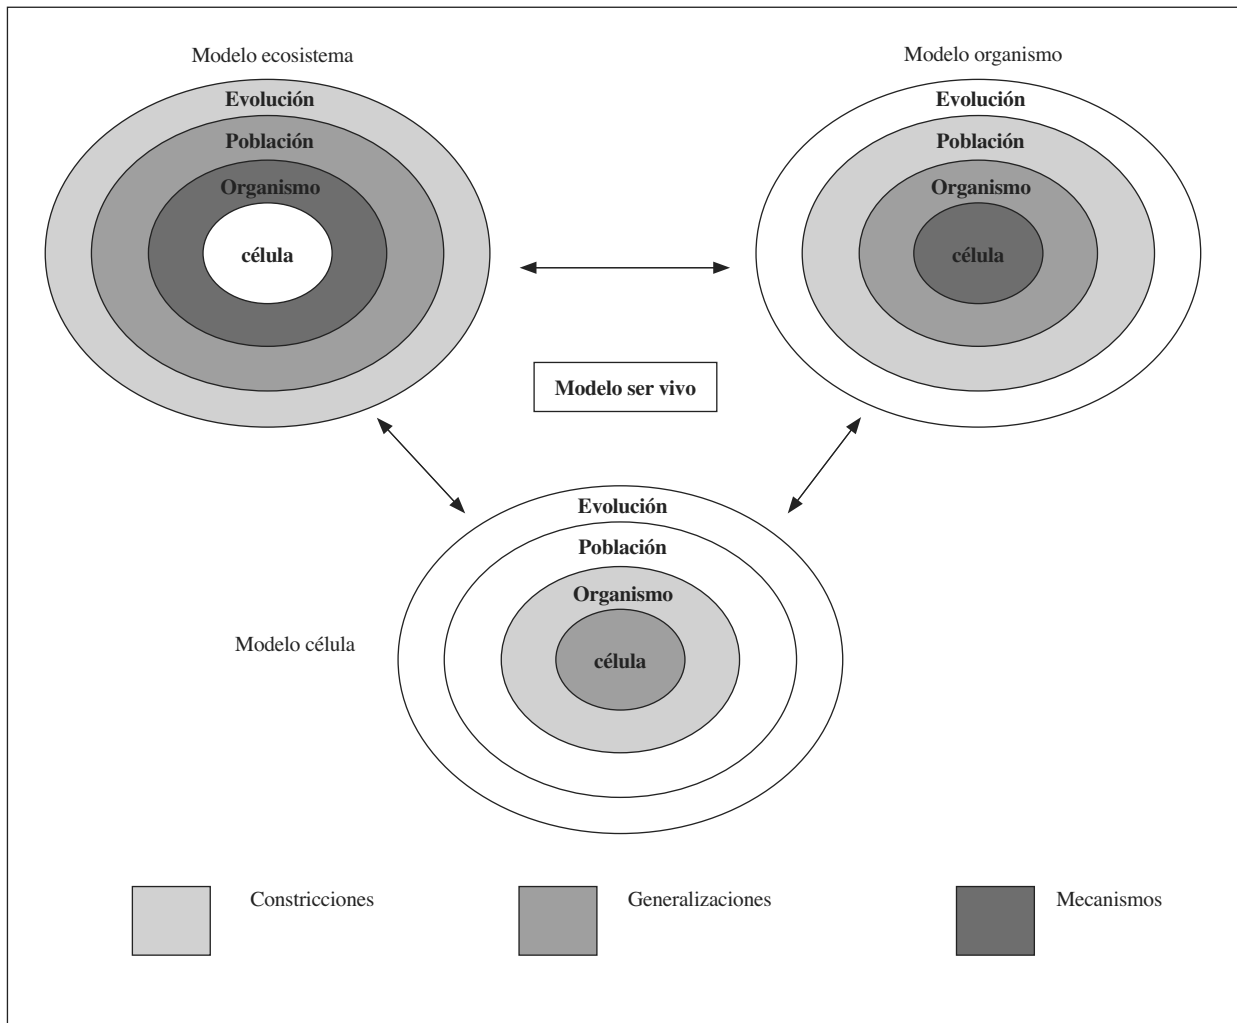 Modelo ecosistema
Evolución
Población
Organismo
célula
Modelo organismo
Evolución
Población
Organismo
célula
Modelo ser vivo
Evolución
Población
Organismo
célula
Modelo célula
Constricciones
Generalizaciones
Mecanismos